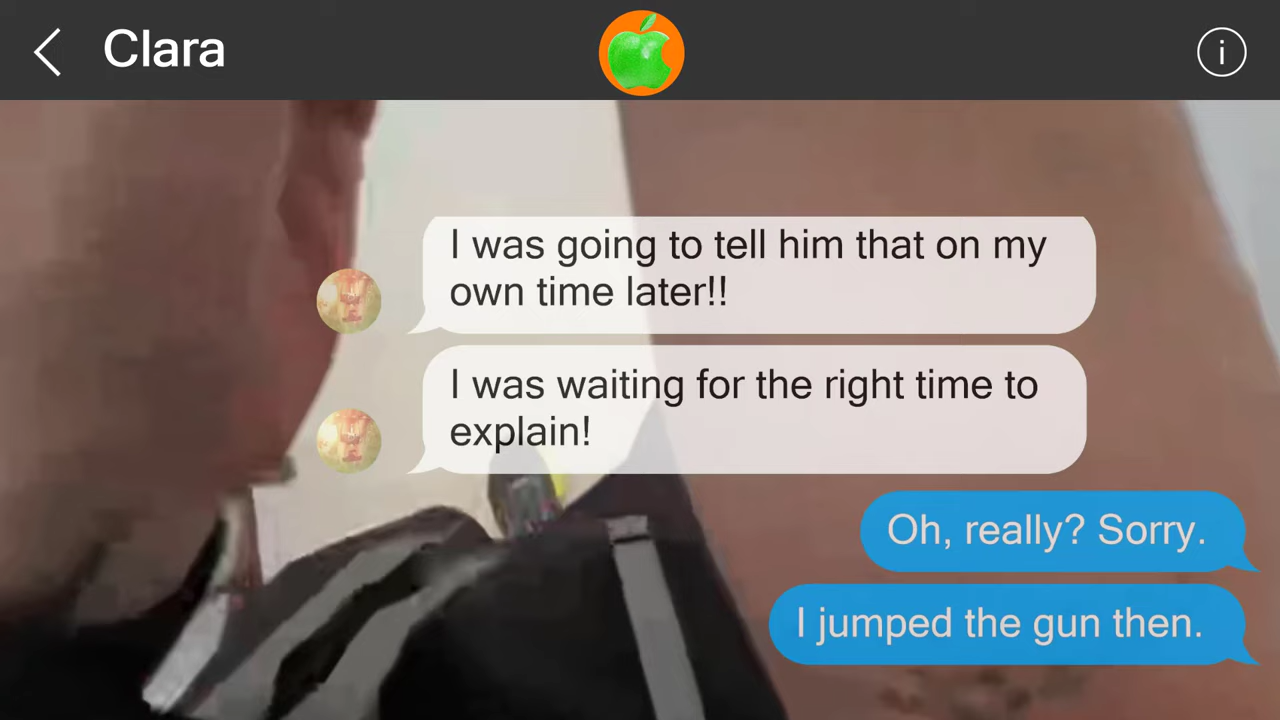 Clara
I was going to tell him that on my
own time later!!
I was waiting for the right time to
explain!
Oh, really? Sorry.
I jumped the gun then.